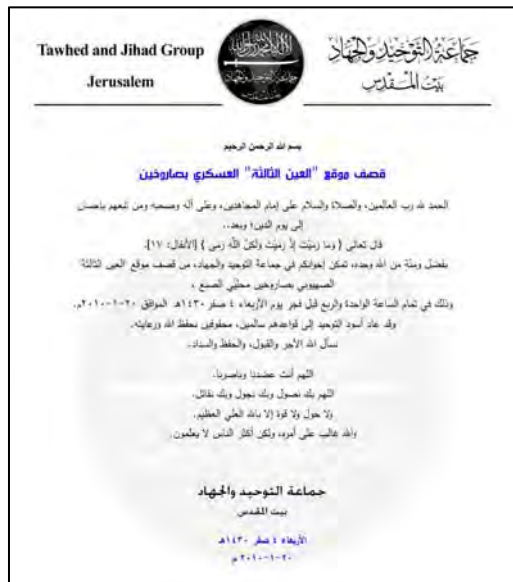 Tawhed and Jihad Group
Jerusalem
جماعة التوحيد والجهاد
بيت المقدس
بسم الله الرحمن الرحيم
قصف موقع "العين الثالثة" العسكري بصاروخين
الحمد لله رب العالمين، والصلاة والسلام على إمام المجاهدين، وعلى آله وصحبه ومن تبعهم بإحسان
إلى يوم الدين؛ وبعد..
قال تعالى { وما رميت إذ رميت ولكن الله رمى } [الأنفال: ١٧].
بفضل ومنة من الله وحده، تمكن إخوانكم في جماعة التوحيد والجهاد، من قصف موقع "العين الثالثة"
الصهيوني بصاروخين محليي الصنع ،
وذلك في تمام الساعة الواحدة والربع قبل فجر يوم الأربعاء ٤ صفر ١٤٣٠هـ الموافق ٢٠-١-٢٠١٠م.
وقد عاد أسود التوحيد إلى قواعدهم سالمين، محفوفين بحفظ الله ورعايته.
نسأل الله الأجر والقبول، والحفظ والسداد.
اللهم أنت عضدنا وناصرنا.
اللهم بك نصول وبك نجول وبك نقاتل.
ولا حول ولا قوة إلا بالله العلي العظيم.
والله غالب على أمره، ولكن أكثر الناس لا يعلمون.
جماعة التوحيد والجهاد
بيت المقدس
الأربعاء ٤ صفر ١٤٣٠هـ
٢٠-١-٢٠١٠ م